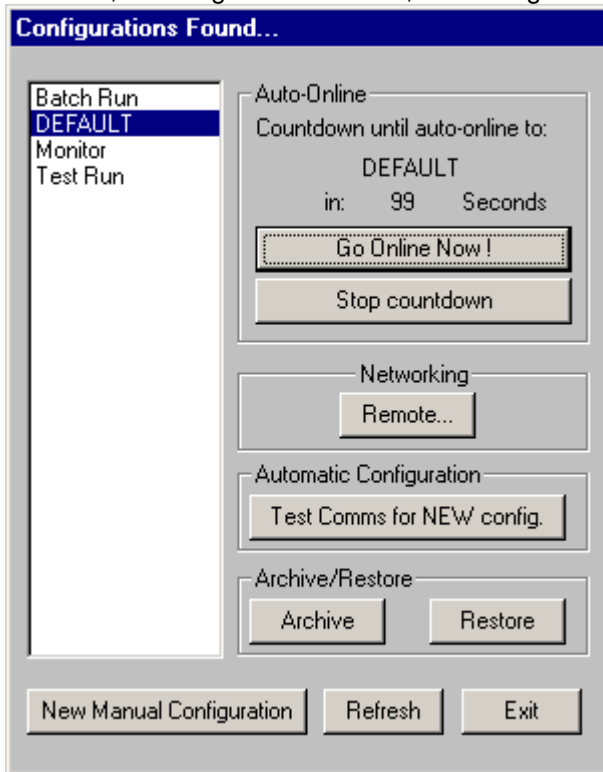 Configurations Found...
Batch Run
DEFAULT
Monitor
Test Run
Auto-Online
Countdown until auto-online to:
DEFAULT
in: 99 Seconds
Go Online Now !
Stop countdown
Networking
Remote...
Automatic Configuration
Test Comms for NEW config.
Archive/Restore
Archive Restore
New Manual Configuration Refresh Exit